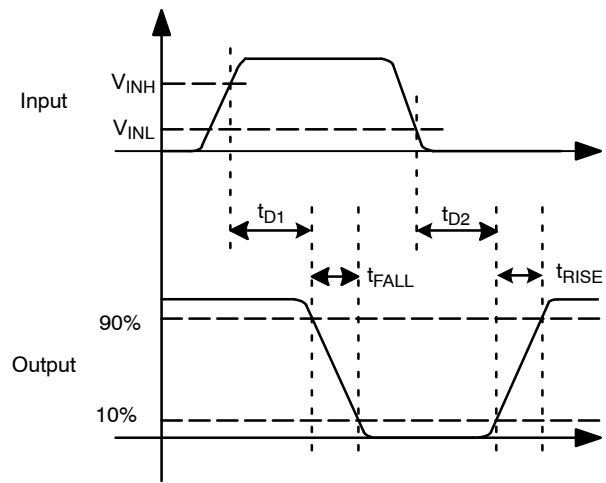 V_INH
Input
V_INL
t_D1
t_D2
t_FALL
t_RISE
90%
Output
10%